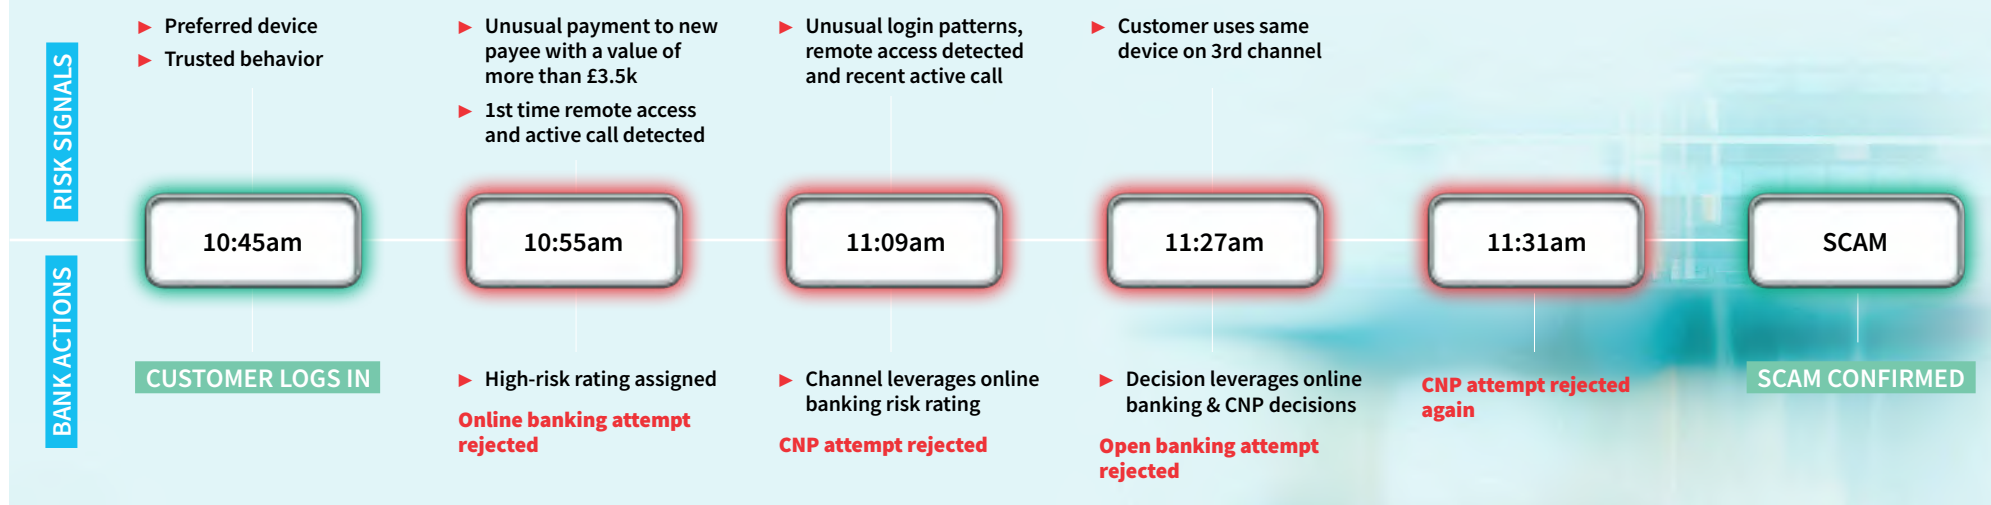 RISK SIGNALS
Preferred device
Trusted behavior
Unusual payment to new
payee with a value of
more than £3.5k
1st time remote access
and active call detected
Unusual login patterns,
remote access detected
and recent active call
Customer uses same
device on 3rd channel
10:45am
10:55am
11:09am
11:27am
11:31am
SCAM
BANK ACTIONS
CUSTOMER LOGS IN
High-risk rating assigned
Online banking attempt
rejected
Channel leverages online
banking risk rating
CNP attempt rejected
Decision leverages online
banking & CNP decisions
Open banking attempt
rejected
CNP attempt rejected
again
SCAM CONFIRMED